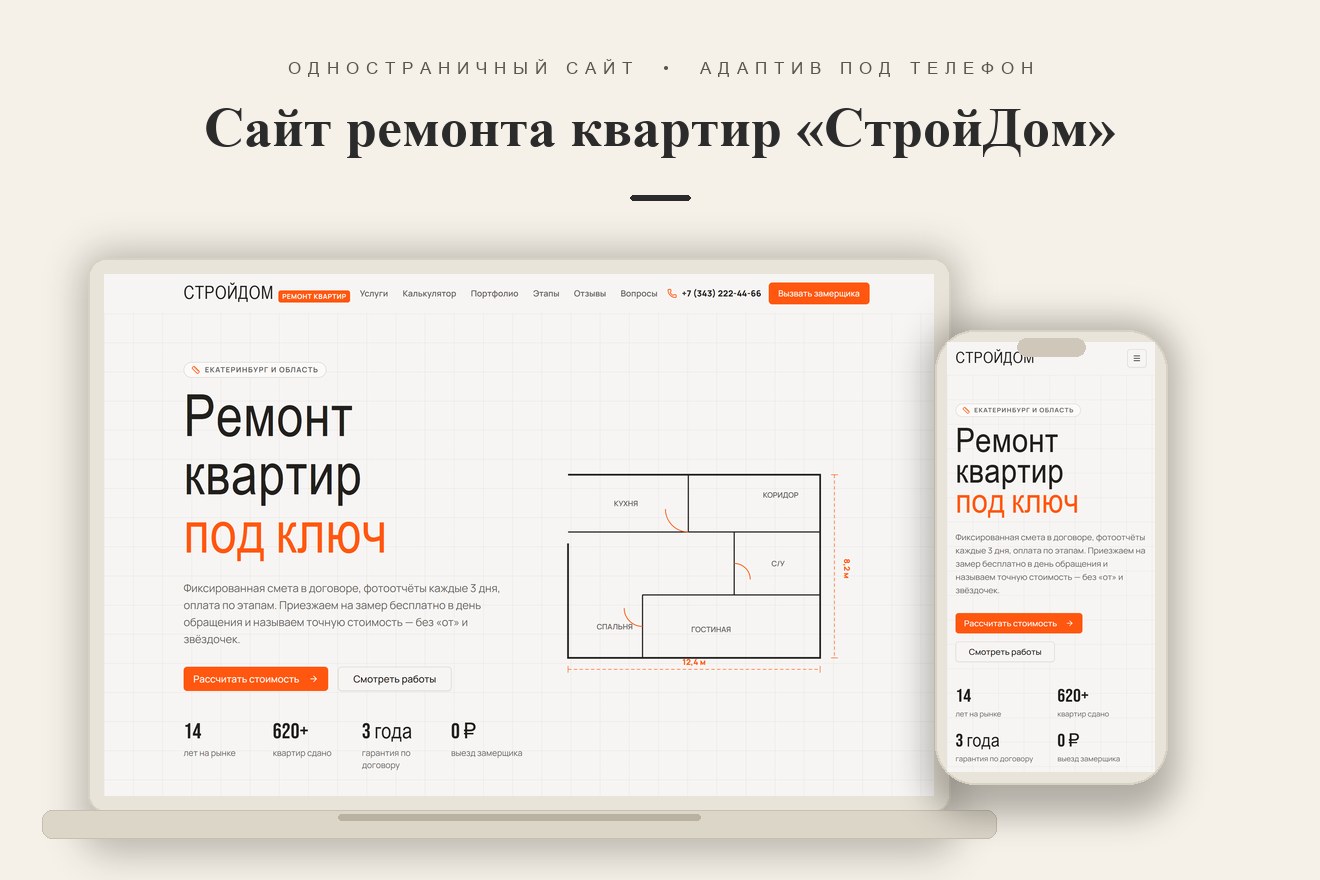 ОДНОСТРАНИЧНЫЙ САЙТ • АДАПТИВ ПОД ТЕЛЕФОН
Сайт ремонта квартир «СтройДом»
СТРОЙДОМ РЕМОНТ КВАРТИР Услуги Калькулятор Портфолио Этапы Отзывы Вопросы +7 (343) 222-44-66 Вызвать замерщика
ЕКАТЕРИНБУРГ И ОБЛАСТЬ
Ремонт
квартир
под ключ
Фиксированная смета в договоре, фотоотчёты каждые 3 дня,
оплата по этапам. Приезжаем на замер бесплатно в день
обращения и называем точную стоимость — без «от» и
звёздочек.
Рассчитать стоимость → Смотреть работы
14 620+ 3 года 0 ₽
лет на рынке квартир сдано гарантия по выезд замерщика
договору
КУХНЯ КОРИДОР
С/У
СПАЛЬНЯ ГОСТИНАЯ
8,2 м
12,4 м
СТРОЙДОМ
ЕКАТЕРИНБУРГ И ОБЛАСТЬ
Ремонт
квартир
под ключ
Фиксированная смета в договоре, фотоотчёты
каждые 3 дня, оплата по этапам. Приезжаем на
замер бесплатно в день обращения и
называем точную стоимость — без «от» и
звёздочек.
Рассчитать стоимость →
Смотреть работы
14 620+
лет на рынке квартир сдано
3 года 0 ₽
гарантия по договору выезд замерщика